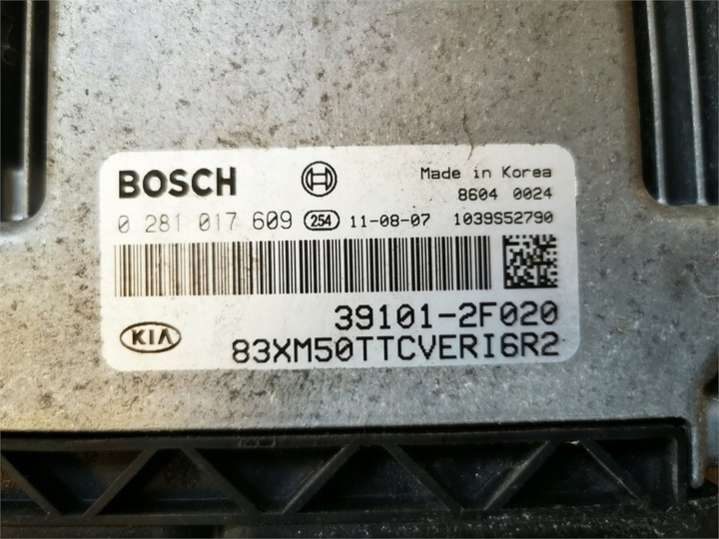 BOSCH
Made in Korea
8604 0024
0 281 017 609 254 11-08-07 1039S52790
39101-2F020
KIA
83XM50TTCVERI6R2